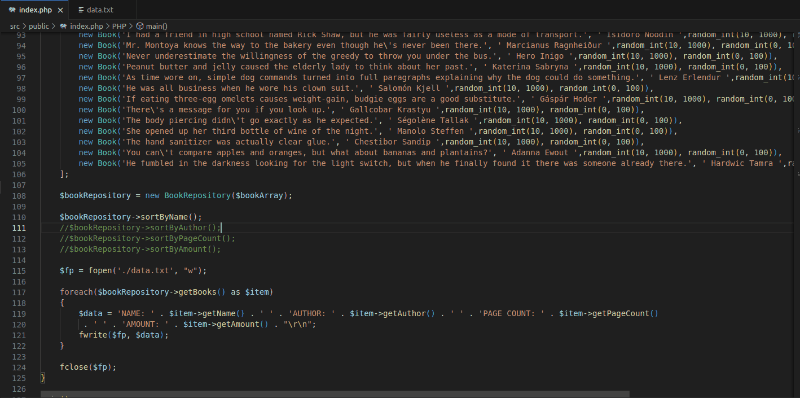 index.php × data.txt
src > public > index.php > PHP > main()
93 new Book('I had a friend in high school named Rick Shaw, but he was fairly useless as a mode of transport.', ' Isidoro Noodin ',random_int(10, 1000), random_int(
94 new Book('Mr. Montoya knows the way to the bakery even though he\'s never been there.', ' Marcianus Ragnheiður ',random_int(10, 1000), random_int(0, 10
95 new Book('Never underestimate the willingness of the greedy to throw you under the bus.', ' Hero Inigo ',random_int(10, 1000), random_int(0, 100)),
96 new Book('Peanut butter and jelly caused the elderly lady to think about her past.', ' Katerina Sabryna ',random_int(10, 1000), random_int(0, 100)),
97 new Book('As time wore on, simple dog commands turned into full paragraphs explaining why the dog could do something.', ' Lenz Erlendur ',random_int(10
98 new Book('He was all business when he wore his clown suit.', ' Salomón Kjell ',random_int(10, 1000), random_int(0, 100)),
99 new Book('If eating three-egg omelets causes weight-gain, budgie eggs are a good substitute.', ' Gáspár Hoder ',random_int(10, 1000), random_int(0, 100
100 new Book('There\'s a message for you if you look up.', ' Gallcobar Krastyu ',random_int(10, 1000), random_int(0, 100)),
101 new Book('The body piercing didn\'t go exactly as he expected.', ' Ségolène Tallak ',random_int(10, 1000), random_int(0, 100)),
102 new Book('She opened up her third bottle of wine of the night.', ' Manolo Steffen ',random_int(10, 1000), random_int(0, 100)),
103 new Book('The hand sanitizer was actually clear glue.', ' Chestibor Sandip ',random_int(10, 1000), random_int(0, 100)),
104 new Book('You can\'t compare apples and oranges, but what about bananas and plantains?', ' Adanna Ewout ',random_int(10, 1000), random_int(0, 100)),
105 new Book('He fumbled in the darkness looking for the light switch, but when he finally found it there was someone already there.', ' Hardwic Tamra ',ra
106 ];
107
108 $bookRepository = new BookRepository($bookArray);
109
110 $bookRepository->sortByName();
111 //$bookRepository->sortByAuthor();
112 //$bookRepository->sortByPageCount();
113 //$bookRepository->sortByAmount();
114
115 $fp = fopen('./data.txt', "w");
116
117 foreach($bookRepository->getBooks() as $item)
118 {
119 $data = 'NAME: ' . $item->getName() . ' ' . 'AUTHOR: ' . $item->getAuthor() . ' ' . 'PAGE COUNT: ' . $item->getPageCount()
120 . ' ' . 'AMOUNT: ' . $item->getAmount() . "\r\n";
121 fwrite($fp, $data);
122 }
123
124 fclose($fp);
125 }
126